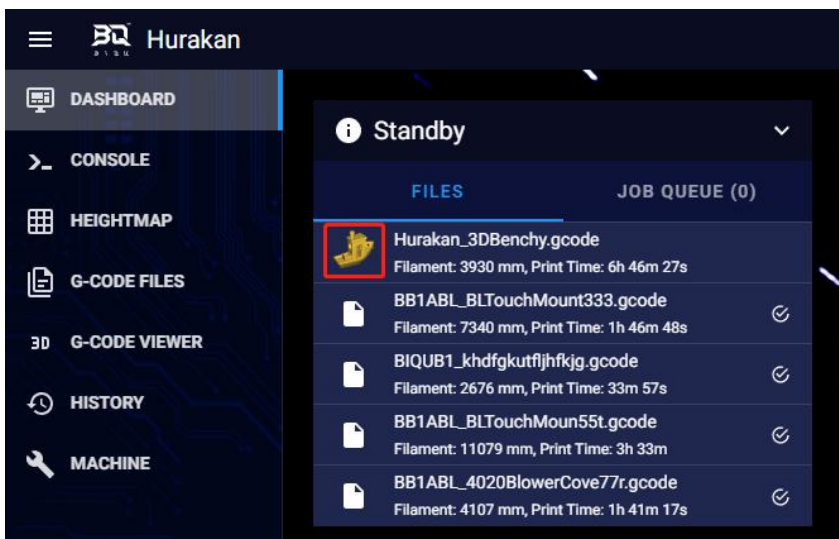 BQ Hurakan
DASHBOARD
CONSOLE
HEIGHTMAP
G-CODE FILES
3D G-CODE VIEWER
HISTORY
MACHINE
Standby
FILES JOB QUEUE (0)
Hurakan_3DBenchy.gcode
Filament: 3930 mm, Print Time: 6h 46m 27s
BB1ABL_BLTouchMount333.gcode
Filament: 7340 mm, Print Time: 1h 46m 48s
BIQUB1_khdfgkutfljhfkjg.gcode
Filament: 2676 mm, Print Time: 33m 57s
BB1ABL_BLTouchMoun55t.gcode
Filament: 11079 mm, Print Time: 3h 33m
BB1ABL_4020BlowerCove77r.gcode
Filament: 4107 mm, Print Time: 1h 41m 17s